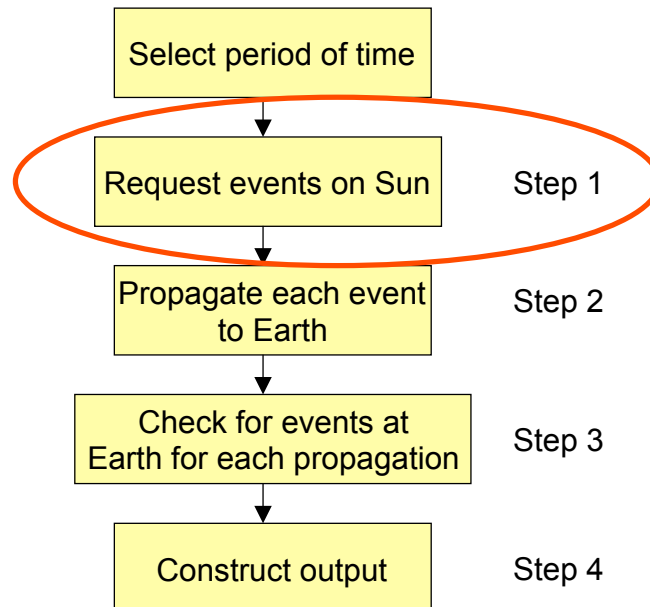 Select period of time
Request events on Sun
Step 1
Propagate each event
to Earth
Step 2
Check for events at
Earth for each propagation
Step 3
Construct output
Step 4